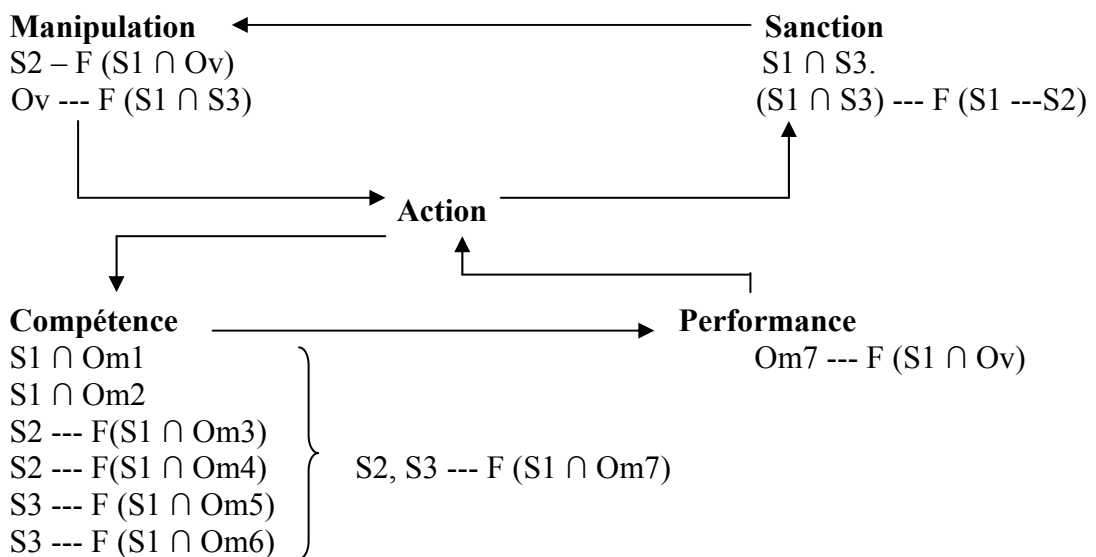 Manipulation
S2 – F (S1 ∩ Ov)
Ov --- F (S1 ∩ S3)
Sanction
S1 ∩ S3.
(S1 ∩ S3) --- F (S1 ---S2)
Action
Compétence
S1 ∩ Om1
S1 ∩ Om2
S2 --- F(S1 ∩ Om3)
S2 --- F(S1 ∩ Om4)
S3 --- F (S1 ∩ Om5)
S3 --- F (S1 ∩ Om6)
S2, S3 --- F (S1 ∩ Om7)
Performance
Om7 --- F (S1 ∩ Ov)